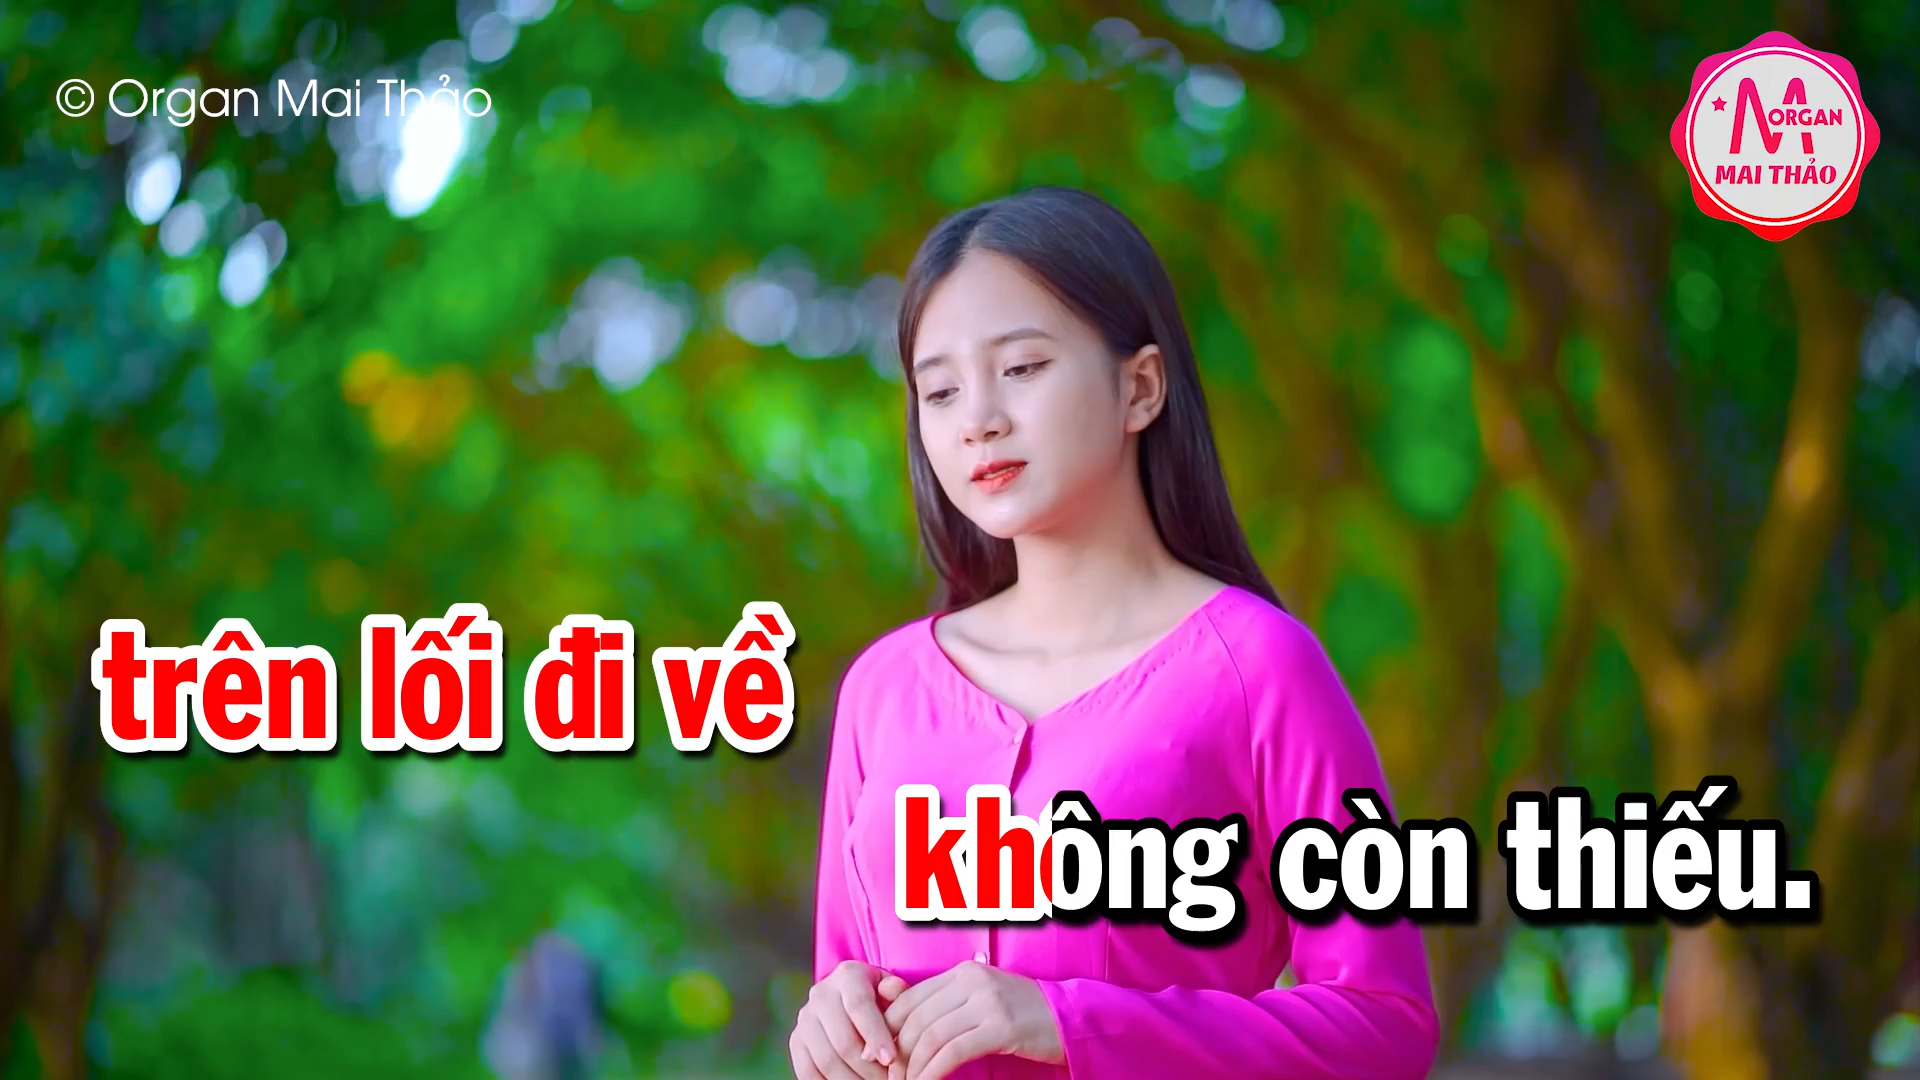 © Organ Mai Thảo
M ORGAN
MAI THẢO
trên lối đi về
không còn thiếu.